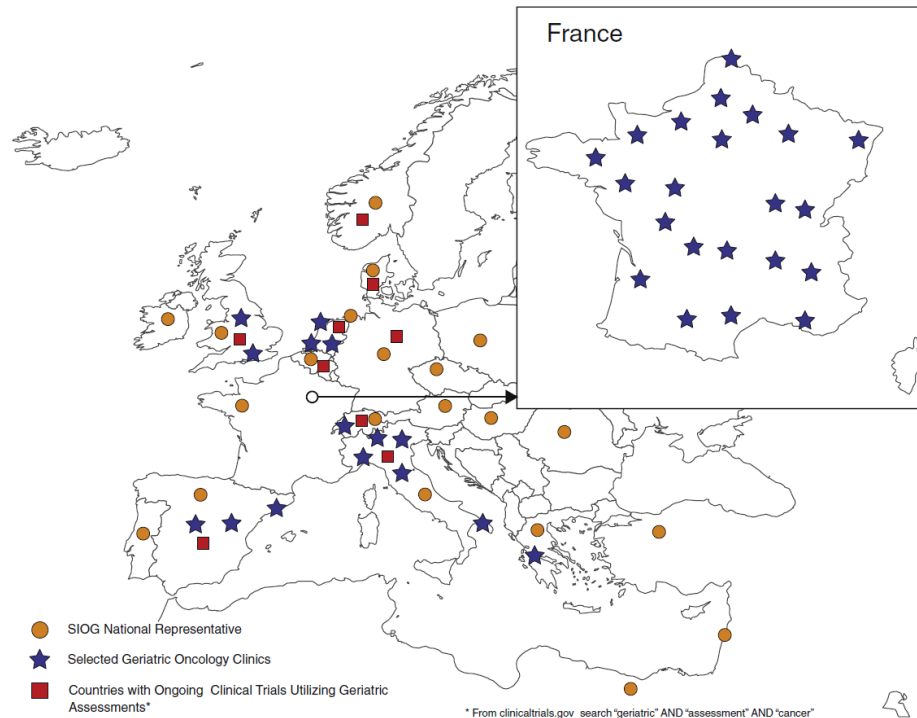 France
SIOG National Representative
Selected Geriatric Oncology Clinics
Countries with Ongoing Clinical Trials Utilizing Geriatric
Assessments*
* From clinicaltrials.gov search "geriatric" AND "assessment" AND "cancer"